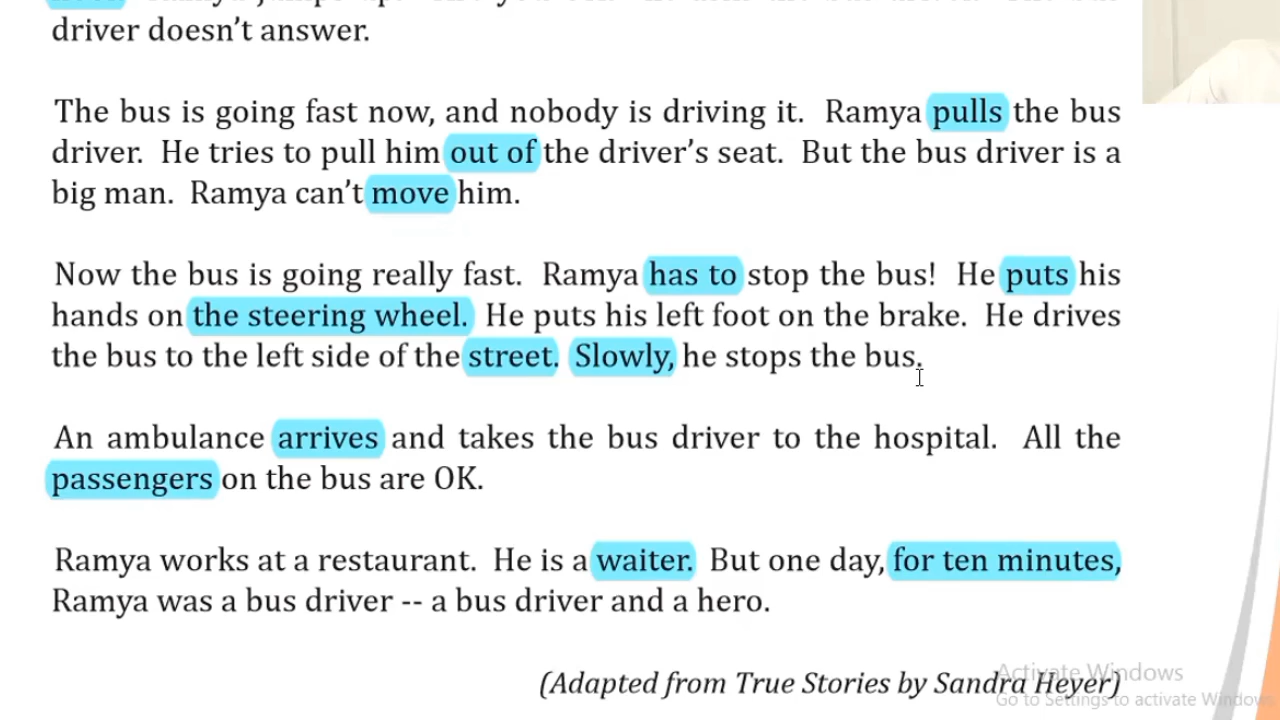 driver doesn’t answer.
The bus is going fast now, and nobody is driving it. Ramya pulls the bus
driver. He tries to pull him out of the driver’s seat. But the bus driver is a
big man. Ramya can’t move him.
Now the bus is going really fast. Ramya has to stop the bus! He puts his
hands on the steering wheel. He puts his left foot on the brake. He drives
the bus to the left side of the street. Slowly, he stops the bus.
An ambulance arrives and takes the bus driver to the hospital. All the
passengers on the bus are OK.
Ramya works at a restaurant. He is a waiter. But one day, for ten minutes,
Ramya was a bus driver -- a bus driver and a hero.
(Adapted from True Stories by Sandra Heyer)
Activate Windows
Go to Settings to activate Windows.